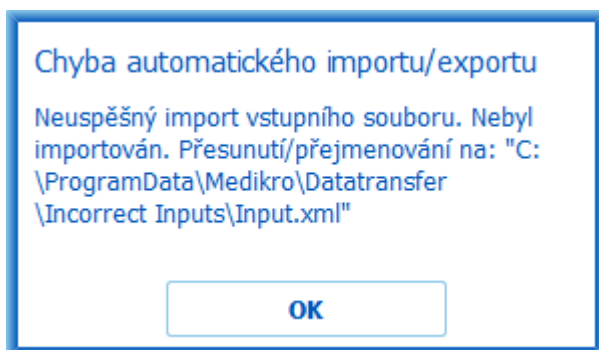 Chyba automatického importu/exportu
Neuspěšný import vstupního souboru. Nebyl
importován. Přesunutí/přejmenování na: "C:
\ProgramData\Medikro\Datatransfer
\Incorrect Inputs\Input.xml"
OK